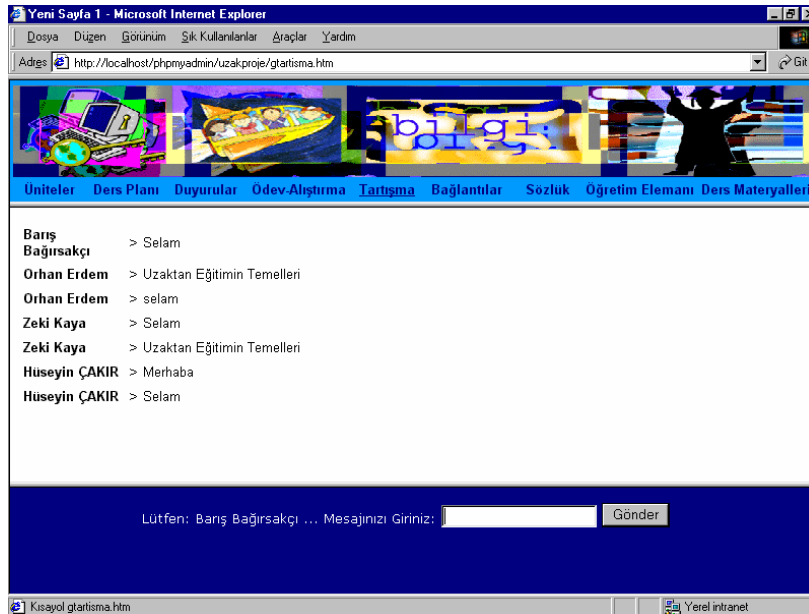 Yeni Sayfa 1 - Microsoft Internet Explorer
Dosya Düzen Görünüm Sık Kullanılanlar Araçlar Yardım
Adres http://localhost/phpmyadmin/uzakproje/gtartisma.htm Git
bilgi:
Üniteler Ders Planı Duyurular Ödev-Alıştırma Tartışma Bağlantılar Sözlük Öğretim Elemanı Ders Materyalleri
Barış
Bağırsakçı > Selam
Orhan Erdem > Uzaktan Eğitimin Temelleri
Orhan Erdem > selam
Zeki Kaya > Selam
Zeki Kaya > Uzaktan Eğitimin Temelleri
Hüseyin ÇAKIR > Merhaba
Hüseyin ÇAKIR > Selam
Lütfen: Barış Bağırsakçı ... Mesajınızı Giriniz: Gönder
Kısayol gtartisma.htm Yerel intranet